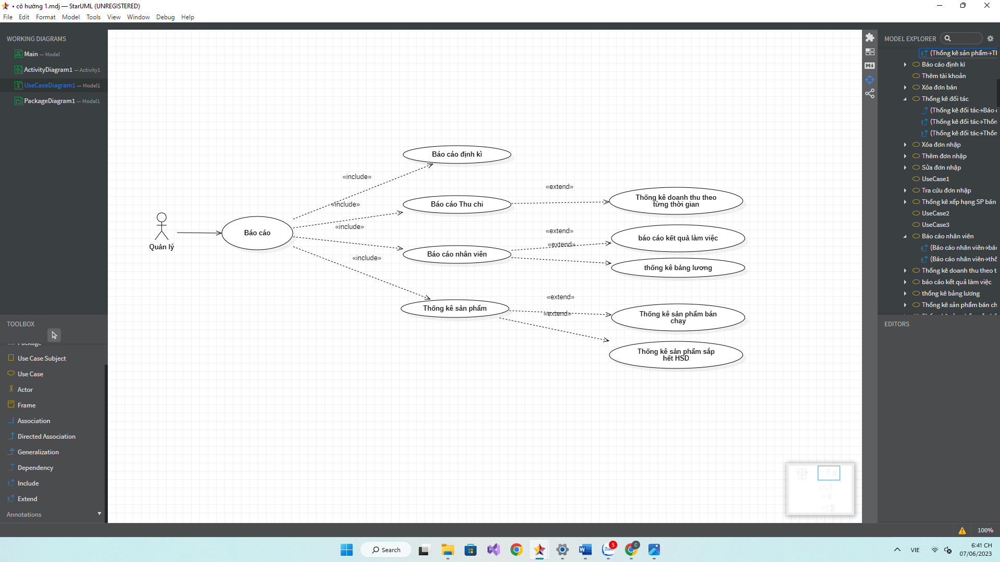 • cô hường 1.mdj — StarUML (UNREGISTERED)
File Edit Format Model Tools View Window Debug Help
WORKING DIAGRAMS
Main — Model
ActivityDiagram1 — Activity1
UseCaseDiagram1 — Model1
PackageDiagram1 — Model1
TOOLBOX
Package
Use Case Subject
Use Case
Actor
Frame
Association
Directed Association
Generalization
Dependency
Include
Extend
Annotations
Quản lý
Báo cáo
«include»
«include»
«include»
«include»
Báo cáo định kì
Báo cáo Thu chi
Báo cáo nhân viên
Thống kê sản phẩm
«extend»
«extend»
«extend»
«extend»
«extend»
Thống kê doanh thu theo
từng thời gian
báo cáo kết quả làm việc
thống kê bảng lương
Thống kê sản phẩm bán
chạy
Thống kê sản phẩm sắp
hết HSD
MODEL EXPLORER
(Thống kê sản phẩm→Tl
Báo cáo định kì
Thêm tài khoản
Xóa đơn bán
Thống kê đối tác
(Thống kê đối tác→Báo
(Thống kê đối tác→Thốn
(Thống kê đối tác→Thốn
Xóa đơn nhập
Thêm đơn nhập
Sửa đơn nhập
UseCase1
Tra cứu đơn nhập
Thống kê xếp hạng SP bán
UseCase2
UseCase3
Báo cáo nhân viên
(Báo cáo nhân viên→báo
(Báo cáo nhân viên→thố
Thống kê doanh thu theo t
báo cáo kết quả làm việc
thống kê bảng lương
Thống kê sản phẩm bán ch
EDITORS
100%
Search
Zalo
5
C
VIE
6:41 CH
07/06/2023